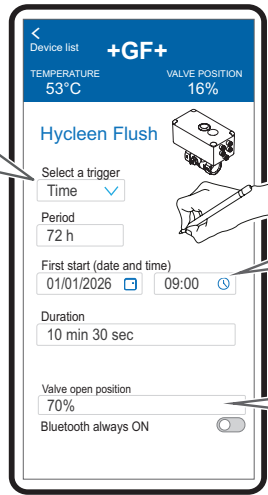 <
Device list
+GF+
TEMPERATURE VALVE POSITION
53°C 16%
Hycleen Flush
Select a trigger
Time
Period
72 h
First start (date and time)
01/01/2026 09:00
Duration
10 min 30 sec
Valve open position
70%
Bluetooth always ON